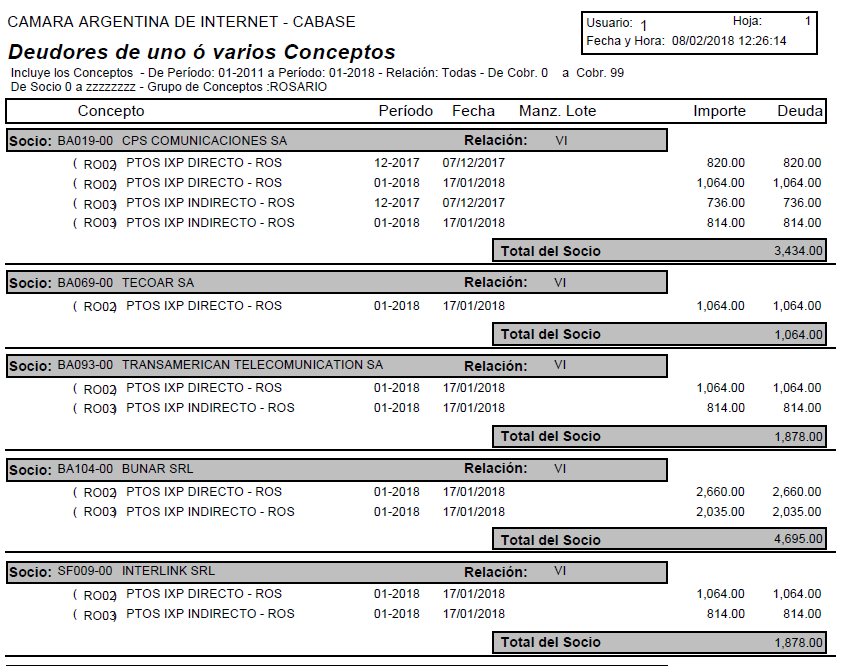 CAMARA ARGENTINA DE INTERNET - CABASE
Usuario: 1 Hoja: 1
Fecha y Hora: 08/02/2018 12:26:14
Deudores de uno ó varios Conceptos
Incluye los Conceptos - De Período: 01-2011 a Período: 01-2018 - Relación: Todas - De Cobr. 0 a Cobr. 99
De Socio 0 a zzzzzzzz - Grupo de Conceptos :ROSARIO
Concepto Período Fecha Manz. Lote Importe Deuda
Socio: BA019-00 CPS COMUNICACIONES SA Relación: VI
( RO02) PTOS IXP DIRECTO - ROS 12-2017 07/12/2017 820.00 820.00
( RO02) PTOS IXP DIRECTO - ROS 01-2018 17/01/2018 1,064.00 1,064.00
( RO03) PTOS IXP INDIRECTO - ROS 12-2017 07/12/2017 736.00 736.00
( RO03) PTOS IXP INDIRECTO - ROS 01-2018 17/01/2018 814.00 814.00
Total del Socio 3,434.00
Socio: BA069-00 TECOAR SA Relación: VI
( RO02) PTOS IXP DIRECTO - ROS 01-2018 17/01/2018 1,064.00 1,064.00
Total del Socio 1,064.00
Socio: BA093-00 TRANSAMERICAN TELECOMUNICATION SA Relación: VI
( RO02) PTOS IXP DIRECTO - ROS 01-2018 17/01/2018 1,064.00 1,064.00
( RO03) PTOS IXP INDIRECTO - ROS 01-2018 17/01/2018 814.00 814.00
Total del Socio 1,878.00
Socio: BA104-00 BUNAR SRL Relación: VI
( RO02) PTOS IXP DIRECTO - ROS 01-2018 17/01/2018 2,660.00 2,660.00
( RO03) PTOS IXP INDIRECTO - ROS 01-2018 17/01/2018 2,035.00 2,035.00
Total del Socio 4,695.00
Socio: SF009-00 INTERLINK SRL Relación: VI
( RO02) PTOS IXP DIRECTO - ROS 01-2018 17/01/2018 1,064.00 1,064.00
( RO03) PTOS IXP INDIRECTO - ROS 01-2018 17/01/2018 814.00 814.00
Total del Socio 1,878.00